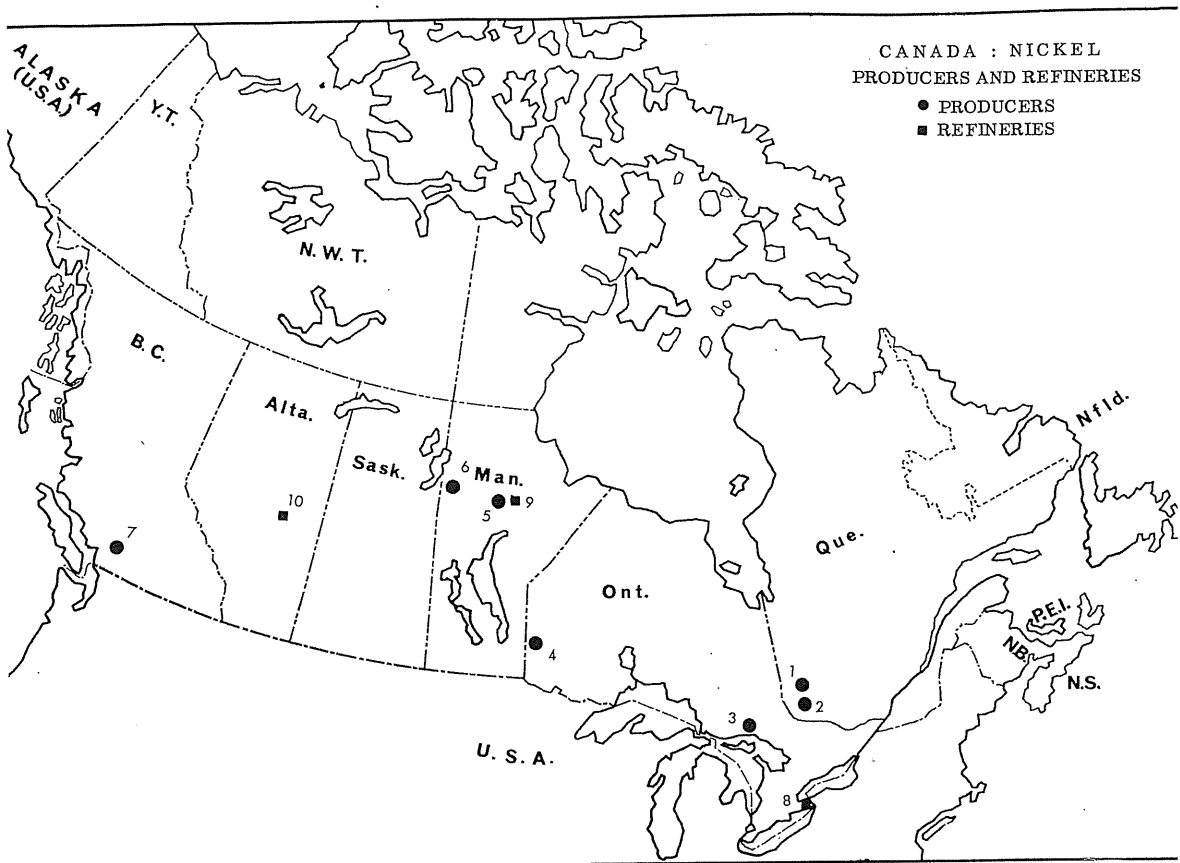 CANADA : NICKEL
PRODUCERS AND REFINERIES
● PRODUCERS
■ REFINERIES
ALASKA
(U.S.A)
Y.T.
N.W.T.
B.C.
Alta.
Sask.
Man.
6
5
9
10
7
Nfld.
Que.
Ont.
4
P.E.I.
N.B.
N.S.
1
2
3
U.S.A.
8